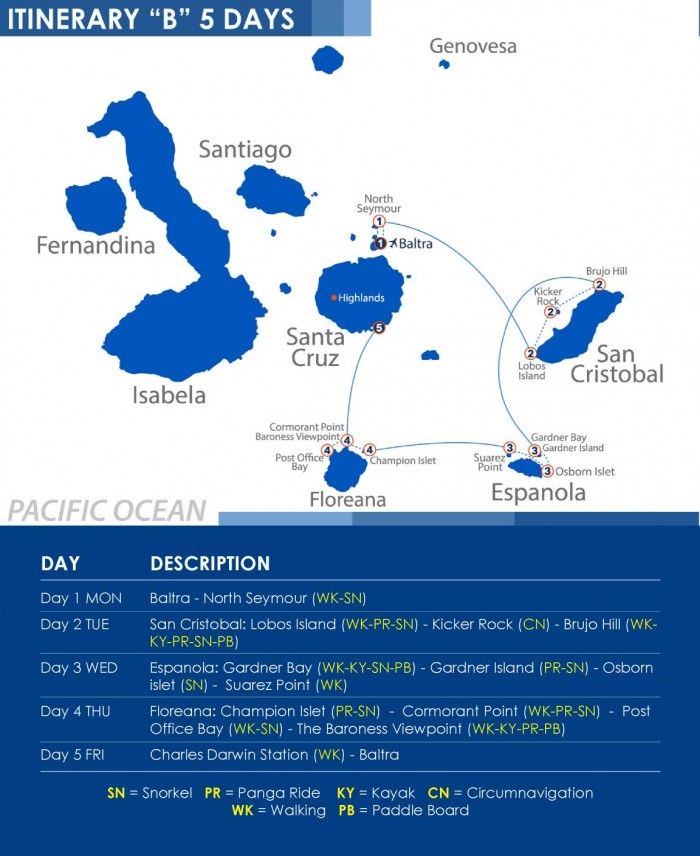 ITINERARY “B” 5 DAYS
Genovesa
Santiago
Fernandina
North
Seymour
1
1 Baltra
Highlands
5
Santa
Cruz
Isabela
Brujo Hill
2
Kicker
Rock
2
2
Lobos
Island
San
Cristobal
Cormorant Point
Baroness Viewpoint 4
4
Post Office
Bay
4
Champion Islet
Floreana
Gardner Bay
Gardner Island
3
3
Suarez
Point
3 Osborn Islet
Espanola
PACIFIC OCEAN
DAY DESCRIPTION
Day 1 MON Baltra - North Seymour (WK-SN)
Day 2 TUE San Cristobal: Lobos Island (WK-PR-SN) - Kicker Rock (CN) - Brujo Hill (WK-
KY-PR-SN-PB)
Day 3 WED Espanola: Gardner Bay (WK-KY-SN-PB) - Gardner Island (PR-SN) - Osborn
islet (SN) - Suarez Point (WK)
Day 4 THU Floreana: Champion Islet (PR-SN) - Cormorant Point (WK-PR-SN) - Post
Office Bay (WK-SN) - The Baroness Viewpoint (WK-KY-PR-PB)
Day 5 FRI Charles Darwin Station (WK) - Baltra
SN = Snorkel PR = Panga Ride KY = Kayak CN = Circumnavigation
WK = Walking PB = Paddle Board